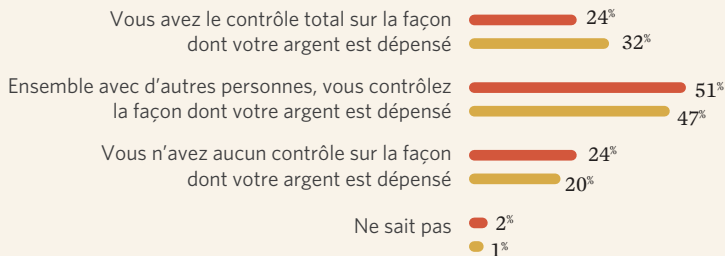 Vous avez le contrôle total sur la façon
dont votre argent est dépensé
24%
32%
Ensemble avec d'autres personnes, vous contrôlez
la façon dont votre argent est dépensé
51%
47%
Vous n'avez aucun contrôle sur la façon
dont votre argent est dépensé
24%
20%
Ne sait pas
2%
1%